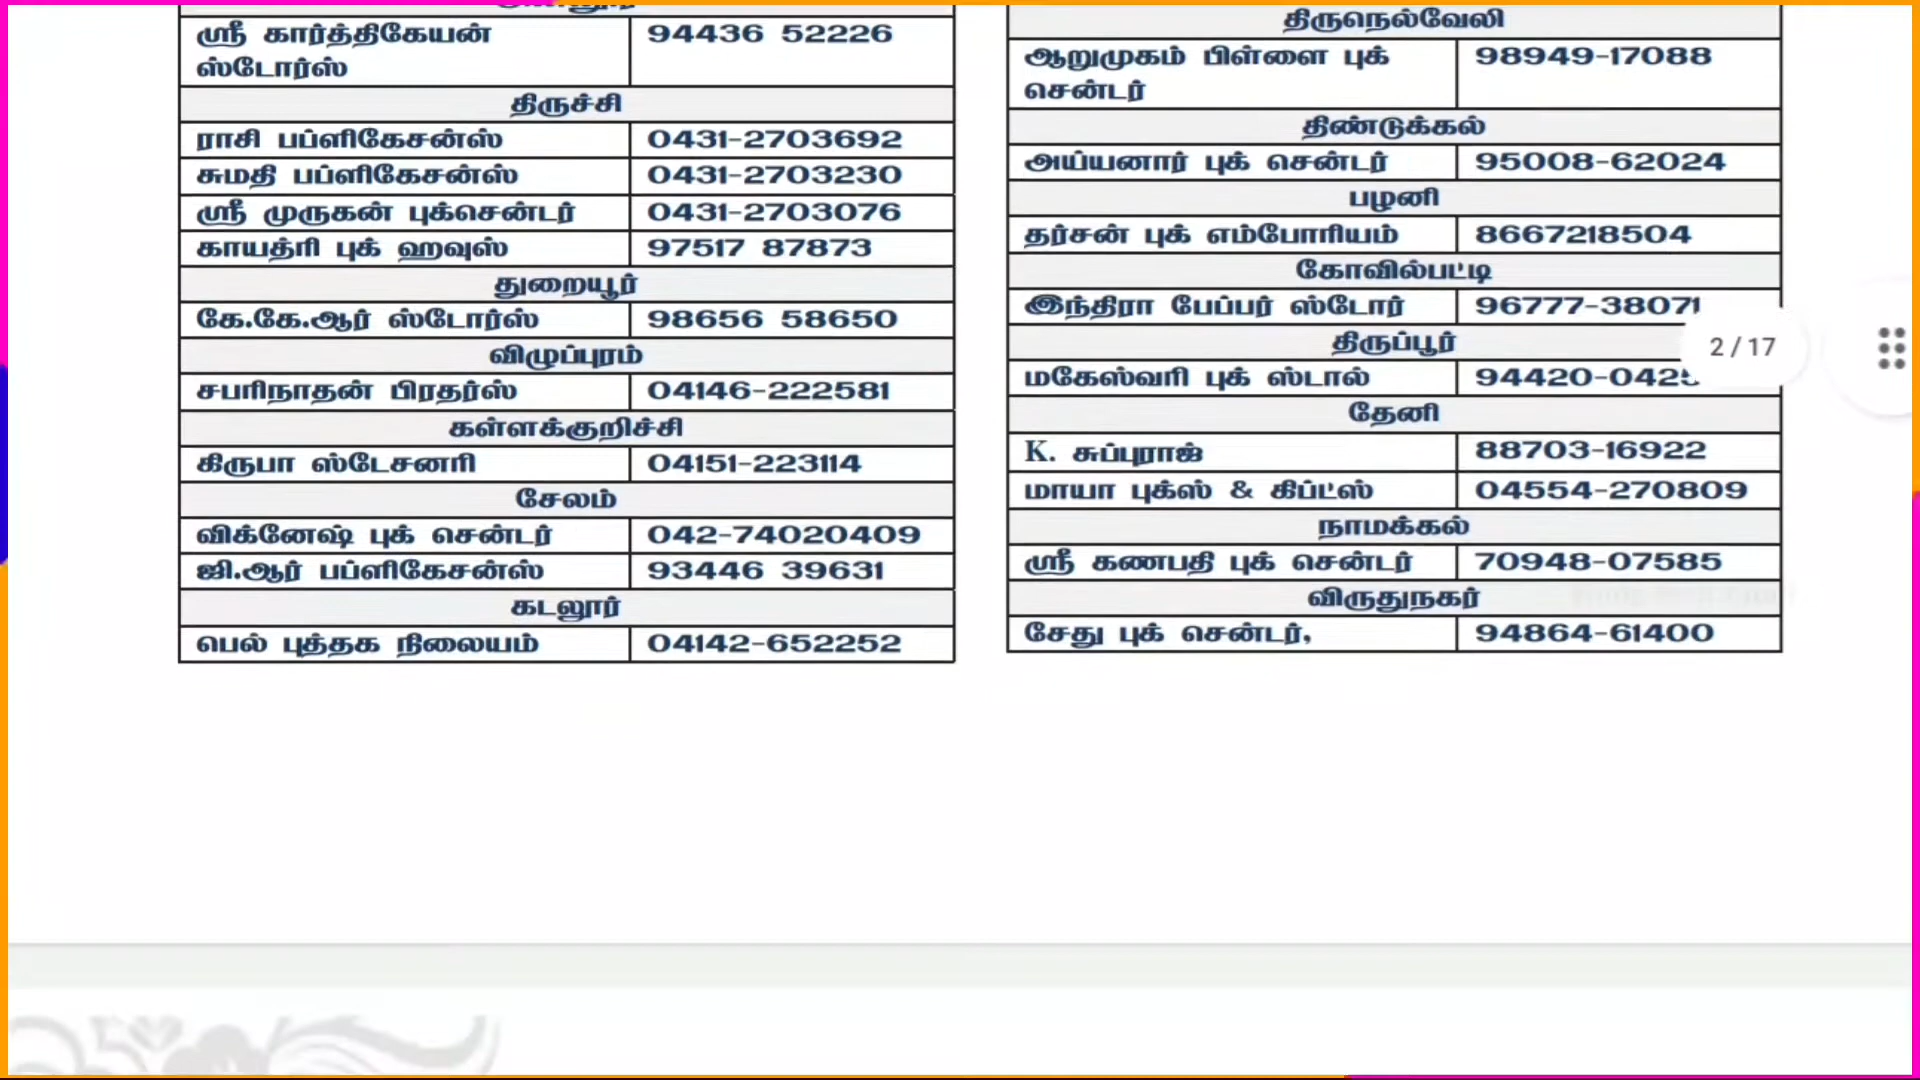 ஸ்ரீ கார்த்திகேயன் 94436 52226
ஸ்டோர்ஸ்
திருச்சி
ராசி பப்ளிகேசன்ஸ் 0431-2703692
சுமதி பப்ளிகேசன்ஸ் 0431-2703230
ஸ்ரீ முருகன் புக்சென்டர் 0431-2703076
காயத்ரி புக் ஹவுஸ் 97517 87873
துறையூர்
கே.கே.ஆர் ஸ்டோர்ஸ் 98656 58650
விழுப்புரம்
சபரிநாதன் பிரதர்ஸ் 04146-222581
கள்ளக்குறிச்சி
கிருபா ஸ்டேசனரி 04151-223114
சேலம்
விக்னேஷ் புக் சென்டர் 042-74020409
ஜி.ஆர் பப்ளிகேசன்ஸ் 93446 39631
கடலூர்
பெல் புத்தக நிலையம் 04142-652252
திருநெல்வேலி
ஆறுமுகம் பிள்ளை புக் 98949-17088
சென்டர்
திண்டுக்கல்
அய்யனார் புக் சென்டர் 95008-62024
பழனி
தர்சன் புக் எம்போரியம் 8667218504
கோவில்பட்டி
இந்திரா பேப்பர் ஸ்டோர் 96777-38071
திருப்பூர்
மகேஸ்வரி புக் ஸ்டால்
தேனி
K. சுப்புராஜ் 88703-16922
மாயா புக்ஸ் & கிப்ட்ஸ் 04554-270809
நாமக்கல்
ஸ்ரீ கணபதி புக் சென்டர் 70948-07585
விருதுநகர்
சேது புக் சென்டர், 94864-61400
2 / 17